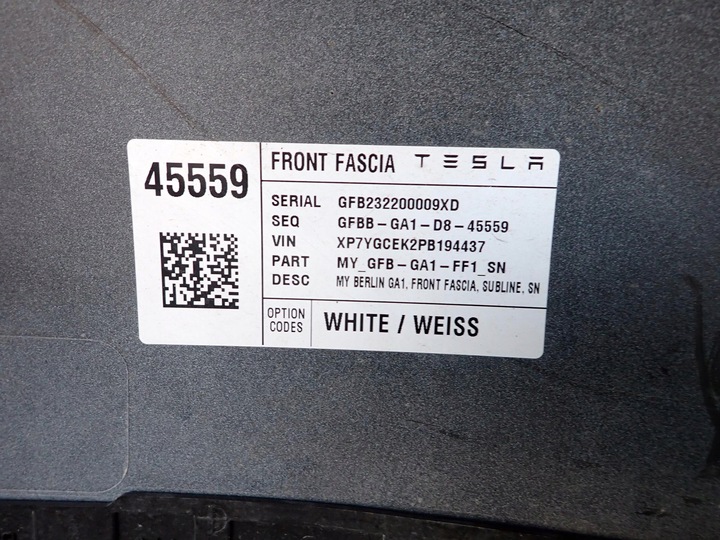 45559
FRONT FASCIA TESLA
SERIAL GFB232200009XD
SEQ GFBB-GA1-D8-45559
VIN XP7YGCEK2PB194437
PART MY_GFB-GA1-FF1_SN
DESC MY BERLIN GA1, FRONT FASCIA, SUBLINE, SN
OPTION CODES
WHITE / WEISS